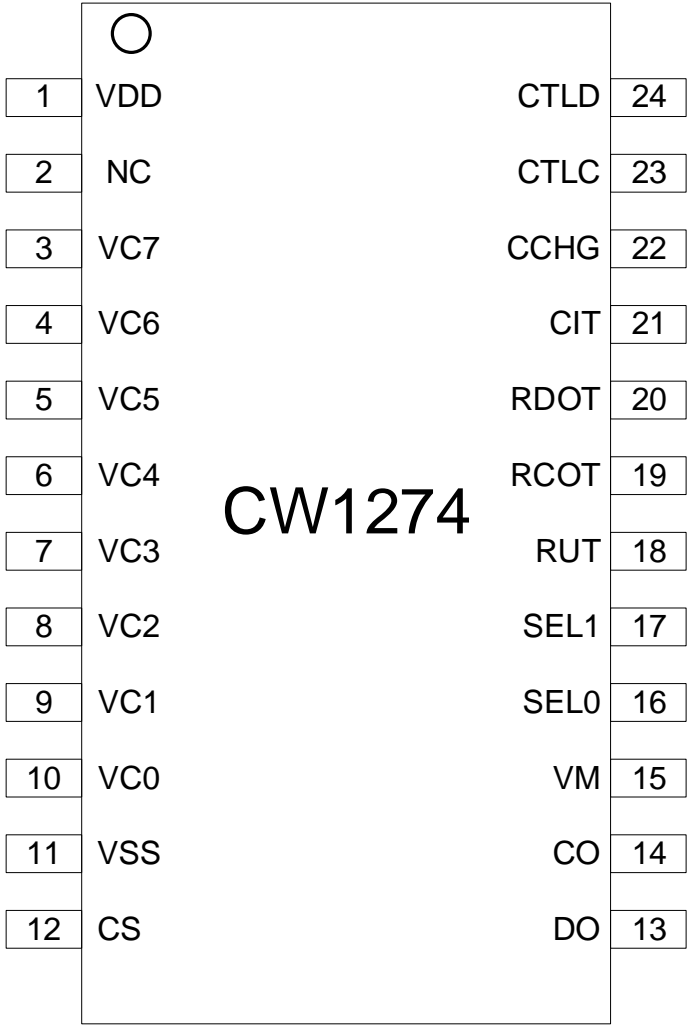 1 VDD CTLD 24
2 NC CTLC 23
3 VC7 CCHG 22
4 VC6 CIT 21
5 VC5 RDOT 20
6 VC4 RCOT 19
CW1274
7 VC3 RUT 18
8 VC2 SEL1 17
9 VC1 SEL0 16
10 VC0 VM 15
11 VSS CO 14
12 CS DO 13